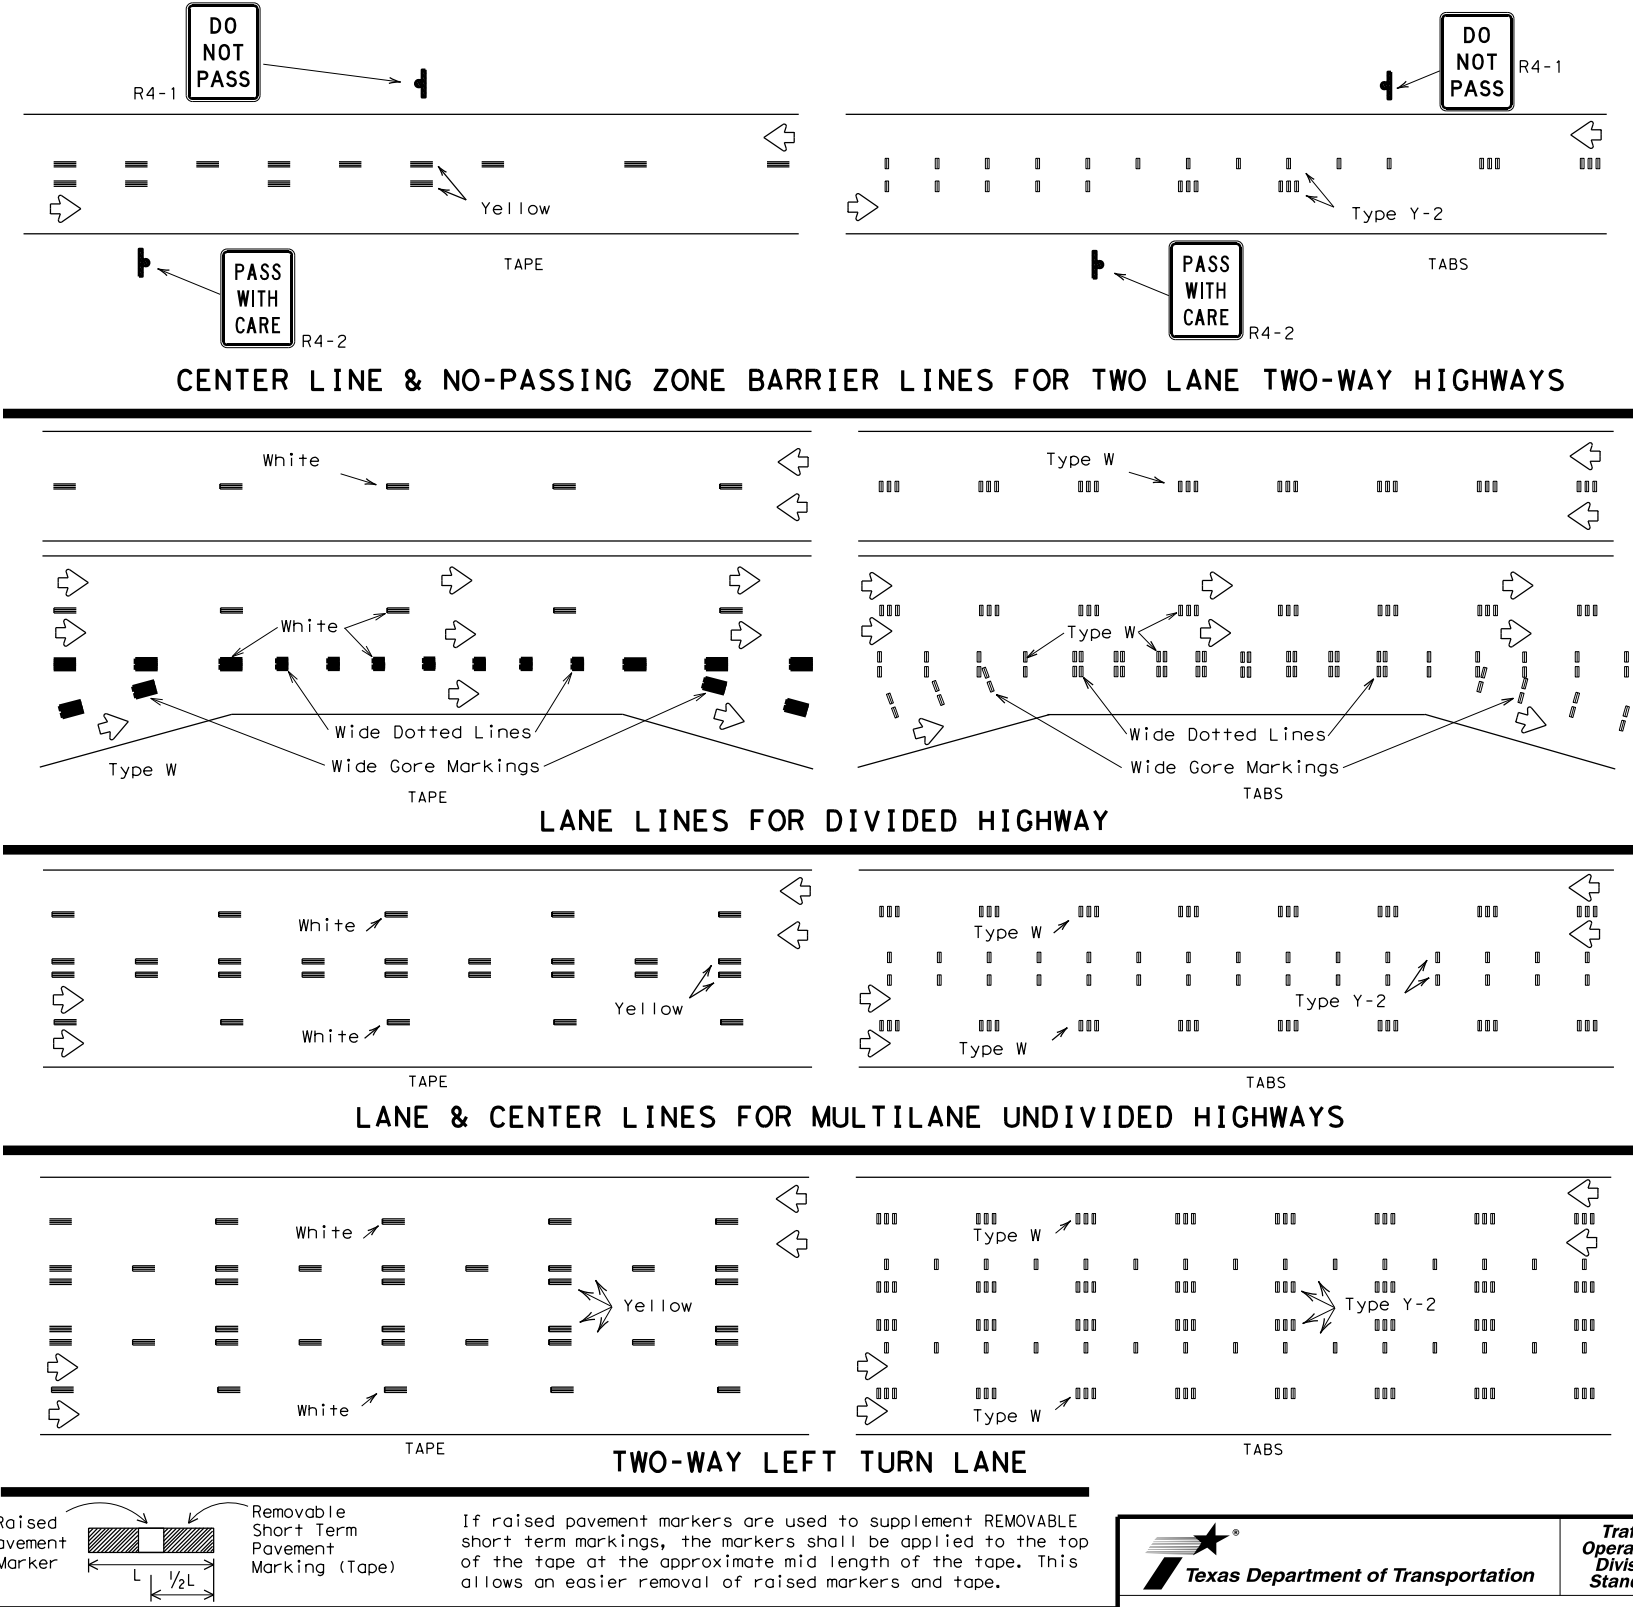 DO
NOT
PASS
R4-1
DO
NOT
PASS
R4-1
Yellow
Type Y-2
TAPE
TABS
PASS
WITH
CARE
R4-2
PASS
WITH
CARE
R4-2
CENTER LINE & NO-PASSING ZONE BARRIER LINES FOR TWO LANE TWO-WAY HIGHWAYS
White
Type W
White
Type W
Wide Dotted Lines
Wide Dotted Lines
Type W
Wide Gore Markings
Wide Gore Markings
TAPE
TABS
LANE LINES FOR DIVIDED HIGHWAY
White
Type W
Yellow
Type Y-2
White
Type W
TAPE
TABS
LANE & CENTER LINES FOR MULTILANE UNDIVIDED HIGHWAYS
White
Type W
Yellow
Type Y-2
White
Type W
TAPE
TABS
TWO-WAY LEFT TURN LANE
Raised
Pavement
Marker
L
1/2L
Removable
Short Term
Pavement
Marking (Tape)
If raised pavement markers are used to supplement REMOVABLE
short term markings, the markers shall be applied to the top
of the tape at the approximate mid length of the tape. This
allows an easier removal of raised markers and tape.
®
Texas Department of Transportation